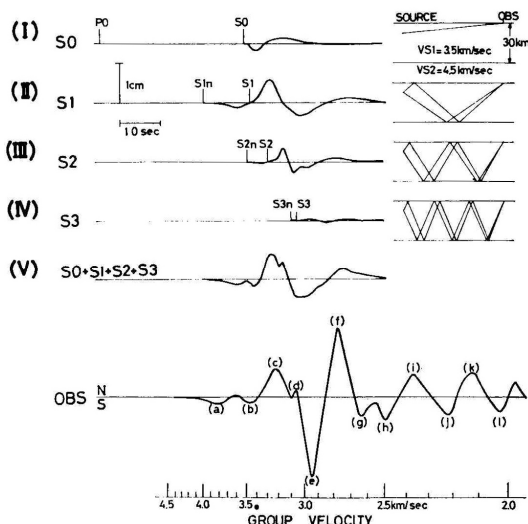 (I) S0 P0 S0 SOURCE OBS
VS1=3.5km/sec 30km
VS2=4.5km/sec
1cm
10 sec
(II) S1 S1n S1
(III) S2 S2n S2
(IV) S3 S3n S3
(V) S0+S1+S2+S3
OBS N
S
(a) (b) (c) (d) (e) (f) (g) (h) (i) (j) (k) (l)
4.5 4.0 3.5 3.0 2.5km/sec 2.0
GROUP VELOCITY